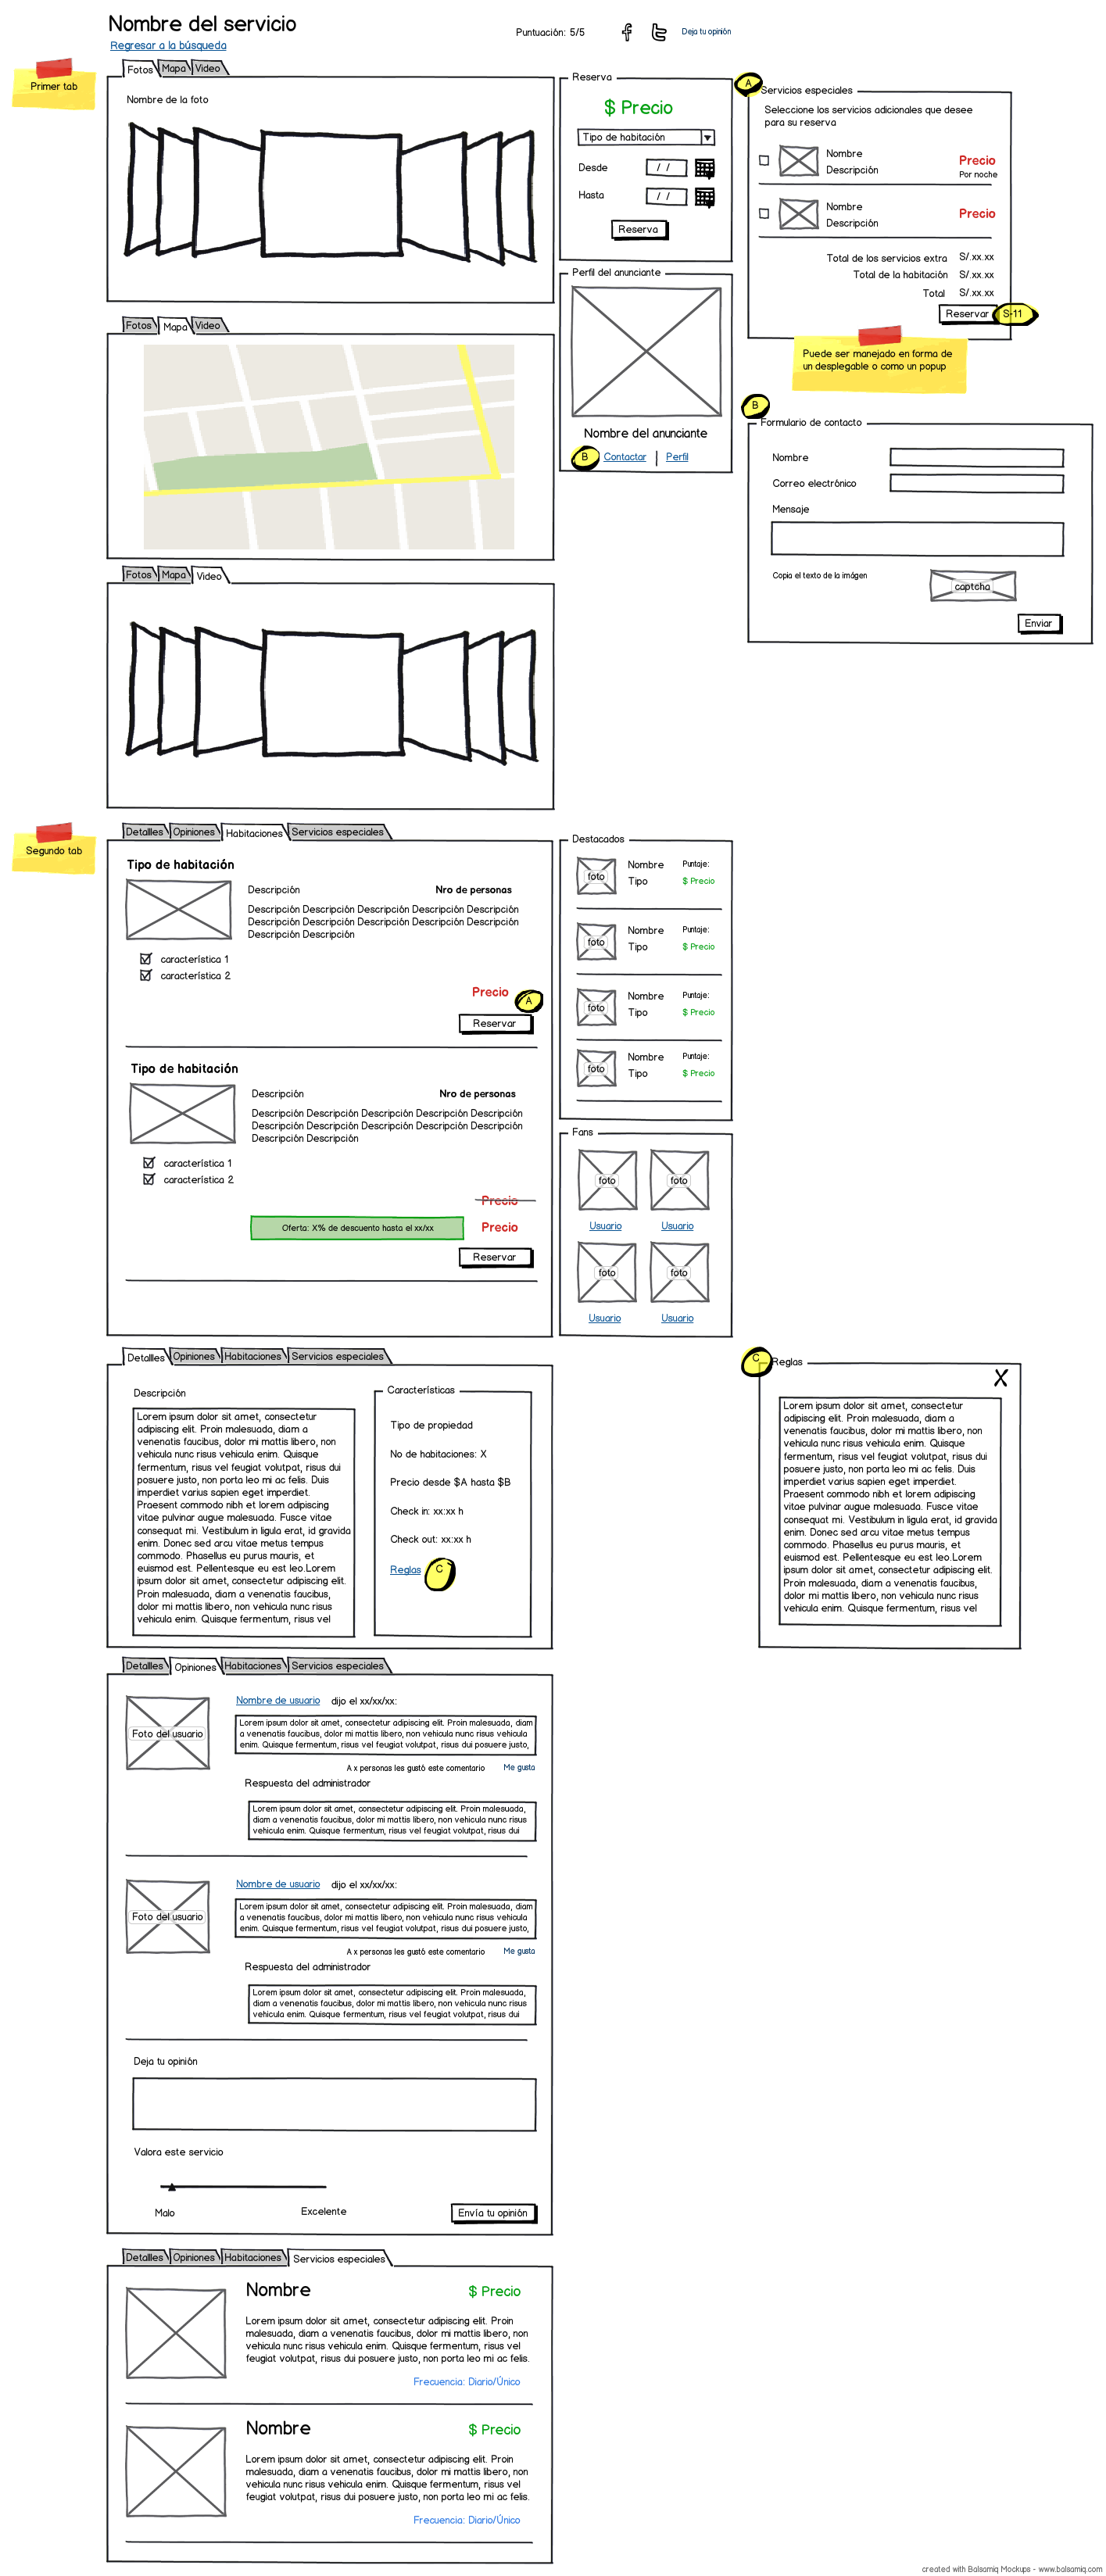 Nombre del servicio
Regresar a la búsqueda
Puntuación: 5/5
Deja tu opinión
Primer tab
Fotos
Mapa
Video
Nombre de la foto
Reserva
$ Precio
Tipo de habitación
Desde
/ /
Hasta
/ /
Reserva
A
Servicios especiales
Seleccione los servicios adicionales que desee
para su reserva
Nombre
Descripción
Precio
Por noche
Nombre
Descripción
Precio
Total de los servicios extra S/.xx.xx
Total de la habitación S/.xx.xx
Total S/.xx.xx
Reservar
S-11
Puede ser manejado en forma de
un desplegable o como un popup
Perfil del anunciante
Nombre del anunciante
B
Contactar | Perfil
Fotos
Mapa
Video
B
Formulario de contacto
Nombre
Correo electrónico
Mensaje
Copia el texto de la imágen
captcha
Enviar
Fotos
Mapa
Video
Segundo tab
Detallles
Opiniones
Habitaciones
Servicios especiales
Tipo de habitación
Descripción
Nro de personas
Descripción Descripción Descripción Descripción Descripción
Descripción Descripción Descripción Descripción Descripción
Descripción Descripción
característica 1
característica 2
Precio
A
Reservar
Tipo de habitación
Descripción
Nro de personas
Descripción Descripción Descripción Descripción Descripción
Descripción Descripción Descripción Descripción Descripción
Descripción Descripción
característica 1
característica 2
Precio
Oferta: X% de descuento hasta el xx/xx
Precio
Reservar
Destacados
foto
Nombre
Puntaje:
Tipo
$ Precio
foto
Nombre
Puntaje:
Tipo
$ Precio
foto
Nombre
Puntaje:
Tipo
$ Precio
foto
Nombre
Puntaje:
Tipo
$ Precio
Fans
foto
foto
Usuario
Usuario
foto
foto
Usuario
Usuario
Detallles
Opiniones
Habitaciones
Servicios especiales
Descripción
Lorem ipsum dolor sit amet, consectetur
adipiscing elit. Proin malesuada, diam a
venenatis faucibus, dolor mi mattis libero, non
vehicula nunc risus vehicula enim. Quisque
fermentum, risus vel feugiat volutpat, risus dui
posuere justo, non porta leo mi ac felis. Duis
imperdiet varius sapien eget imperdiet.
Praesent commodo nibh et lorem adipiscing
vitae pulvinar augue malesuada. Fusce vitae
consequat mi. Vestibulum in ligula erat, id gravida
enim. Donec sed arcu vitae metus tempus
commodo. Phasellus eu purus mauris, et
euismod est. Pellentesque eu est leo.Lorem
ipsum dolor sit amet, consectetur adipiscing elit.
Proin malesuada, diam a venenatis faucibus,
dolor mi mattis libero, non vehicula nunc risus
vehicula enim. Quisque fermentum, risus vel
Características
Tipo de propiedad
No de habitaciones: X
Precio desde $A hasta $B
Check in: xx:xx h
Check out: xx:xx h
Reglas
C
C
Reglas
X
Lorem ipsum dolor sit amet, consectetur
adipiscing elit. Proin malesuada, diam a
venenatis faucibus, dolor mi mattis libero, non
vehicula nunc risus vehicula enim. Quisque
fermentum, risus vel feugiat volutpat, risus dui
posuere justo, non porta leo mi ac felis. Duis
imperdiet varius sapien eget imperdiet.
Praesent commodo nibh et lorem adipiscing
vitae pulvinar augue malesuada. Fusce vitae
consequat mi. Vestibulum in ligula erat, id gravida
enim. Donec sed arcu vitae metus tempus
commodo. Phasellus eu purus mauris, et
euismod est. Pellentesque eu est leo.Lorem
ipsum dolor sit amet, consectetur adipiscing elit.
Proin malesuada, diam a venenatis faucibus,
dolor mi mattis libero, non vehicula nunc risus
vehicula enim. Quisque fermentum, risus vel
Detallles
Opiniones
Habitaciones
Servicios especiales
Foto del usuario
Nombre de usuario dijo el xx/xx/xx:
Lorem ipsum dolor sit amet, consectetur adipiscing elit. Proin malesuada, diam
a venenatis faucibus, dolor mi mattis libero, non vehicula nunc risus vehicula
enim. Quisque fermentum, risus vel feugiat volutpat, risus dui posuere justo,
A x personas les gustó este comentario
Me gusta
Respuesta del administrador
Lorem ipsum dolor sit amet, consectetur adipiscing elit. Proin malesuada,
diam a venenatis faucibus, dolor mi mattis libero, non vehicula nunc risus
vehicula enim. Quisque fermentum, risus vel feugiat volutpat, risus dui
Foto del usuario
Nombre de usuario dijo el xx/xx/xx:
Lorem ipsum dolor sit amet, consectetur adipiscing elit. Proin malesuada, diam
a venenatis faucibus, dolor mi mattis libero, non vehicula nunc risus vehicula
enim. Quisque fermentum, risus vel feugiat volutpat, risus dui posuere justo,
A x personas les gustó este comentario
Me gusta
Respuesta del administrador
Lorem ipsum dolor sit amet, consectetur adipiscing elit. Proin malesuada,
diam a venenatis faucibus, dolor mi mattis libero, non vehicula nunc risus
vehicula enim. Quisque fermentum, risus vel feugiat volutpat, risus dui
Deja tu opinión
Valora este servicio
Malo
Excelente
Envía tu opinión
Detallles
Opiniones
Habitaciones
Servicios especiales
Nombre
$ Precio
Lorem ipsum dolor sit amet, consectetur adipiscing elit. Proin
malesuada, diam a venenatis faucibus, dolor mi mattis libero, non
vehicula nunc risus vehicula enim. Quisque fermentum, risus vel
feugiat volutpat, risus dui posuere justo, non porta leo mi ac felis.
Frecuencia: Diario/Único
Nombre
$ Precio
Lorem ipsum dolor sit amet, consectetur adipiscing elit. Proin
malesuada, diam a venenatis faucibus, dolor mi mattis libero, non
vehicula nunc risus vehicula enim. Quisque fermentum, risus vel
feugiat volutpat, risus dui posuere justo, non porta leo mi ac felis.
Frecuencia: Diario/Único
created with Balsamiq Mockups - www.balsamiq.com